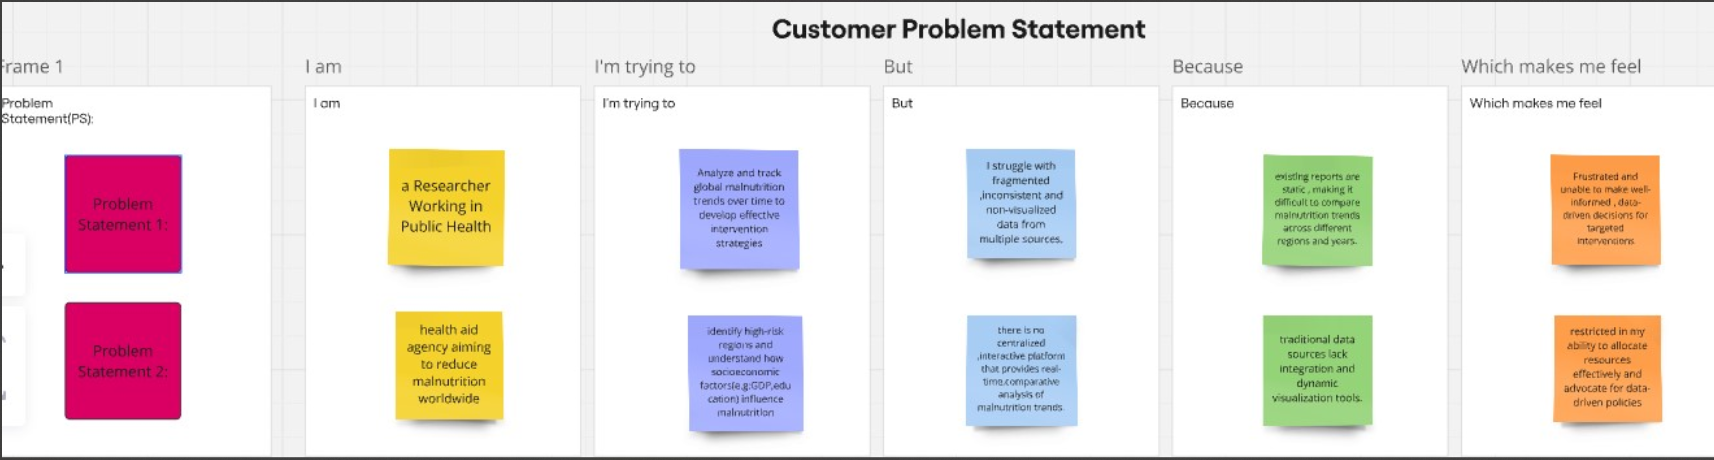 Customer Problem Statement
Frame 1
I am
I'm trying to
But
Because
Which makes me feel
Problem
Statement(PS):
I am
I'm trying to
But
Because
Which makes me feel
Problem
Statement 1:
a Researcher
Working in
Public Health
Analyze and track
global malnutrition
trends over time to
develop effective
intervention
strategies
I struggle with
fragmented
,inconsistent and
non-visualized
data from
multiple sources.
existing reports are
static , making it
difficult to compare
malnutrition trends
across different
regions and years.
Frustrated and
unable to make well-
informed , data-
driven decisions for
targeted
interventions
Problem
Statement 2:
health aid
agency aiming
to reduce
malnutrition
worldwide
identify high-risk
regions and
understand how
socioeconomic
factors(e,g:GDP,edu
cation) influence
malnutrition
there is no
centralized
,interactive platform
that provides real-
time,comparative
analysis of
malnutrition trends.
traditional data
sources lack
integration and
dynamic
visualization tools.
restricted in my
ability to allocate
resources
effectively and
advocate for data-
driven policies